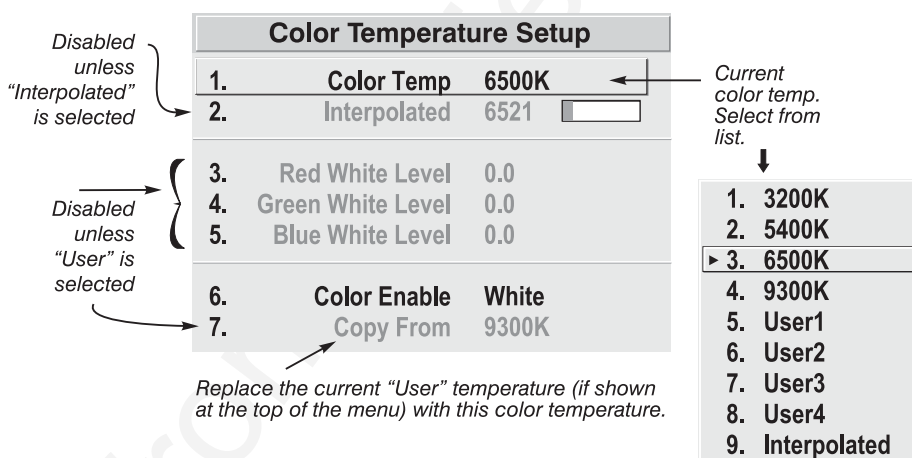 Color Temperature Setup
Disabled
unless
“Interpolated”
is selected
1. Color Temp 6500K
2. Interpolated 6521
Current
color temp.
Select from
list.
3. Red White Level 0.0
4. Green White Level 0.0
5. Blue White Level 0.0
Disabled
unless
“User” is
selected
6. Color Enable White
7. Copy From 9300K
Replace the current “User” temperature (if shown
at the top of the menu) with this color temperature.
1. 3200K
2. 5400K
3. 6500K
4. 9300K
5. User1
6. User2
7. User3
8. User4
9. Interpolated